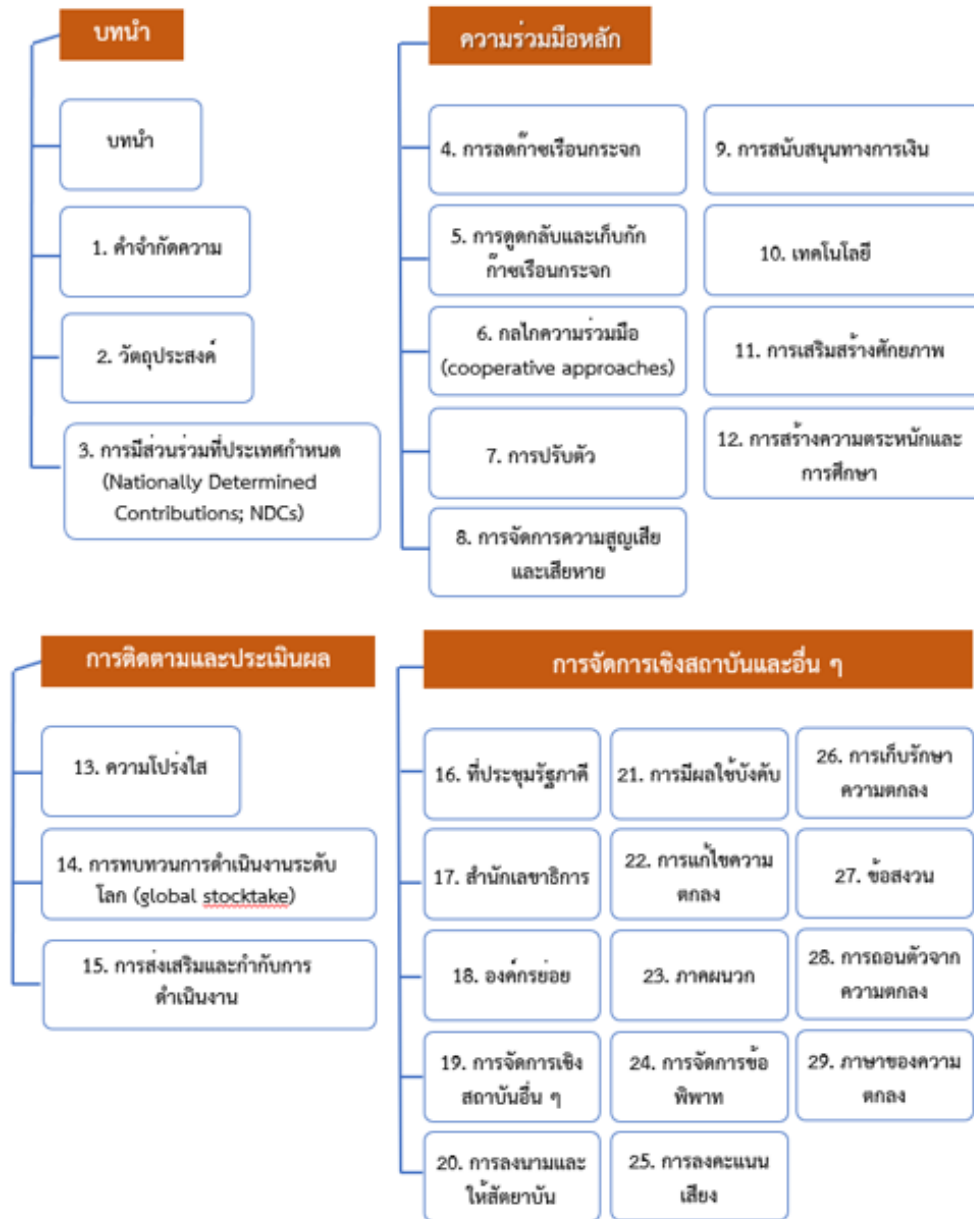 บทนำ
บทนำ
1. คำจำกัดความ
2. วัตถุประสงค์
3. การมีส่วนร่วมที่ประเทศกำหนด
(Nationally Determined
Contributions; NDCs)
ความร่วมมือหลัก
4. การลดก๊าซเรือนกระจก
5. การดูดกลับและเก็บกัก
ก๊าซเรือนกระจก
6. กลไกความร่วมมือ
(cooperative approaches)
7. การปรับตัว
8. การจัดการความสูญเสีย
และเสียหาย
9. การสนับสนุนทางการเงิน
10. เทคโนโลยี
11. การเสริมสร้างศักยภาพ
12. การสร้างความตระหนักและ
การศึกษา
การติดตามและประเมินผล
13. ความโปร่งใส
14. การทบทวนการดำเนินงานระดับ
โลก (global stocktake)
15. การส่งเสริมและกำกับการ
ดำเนินงาน
การจัดการเชิงสถาบันและอื่น ๆ
16. ที่ประชุมรัฐภาคี
17. สำนักเลขาธิการ
18. องค์กรย่อย
19. การจัดการเชิง
สถาบันอื่น ๆ
20. การลงนามและ
ให้สัตยาบัน
21. การมีผลใช้บังคับ
22. การแก้ไขความ
ตกลง
23. ภาคผนวก
24. การจัดการข้อ
พิพาท
25. การลงคะแนน
เสียง
26. การเก็บรักษา
ความตกลง
27. ข้อสงวน
28. การถอนตัวจาก
ความตกลง
29. ภาษาของความ
ตกลง